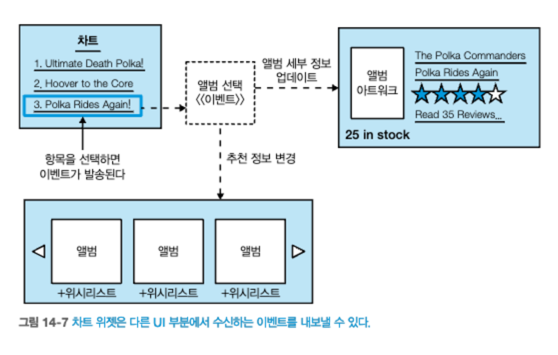 차트
1. Ultimate Death Polka!
2. Hoover to the Core
3. Polka Rides Again!
항목을 선택하면
이벤트가 발송된다
앨범 선택
《이벤트》
앨범 세부 정보
업데이트
앨범
아트워크
The Polka Commanders
Polka Rides Again
Read 35 Reviews...
25 in stock
추천 정보 변경
앨범
앨범
앨범
+위시리스트
+위시리스트
+위시리스트
그림 14-7 차트 위젯은 다른 UI 부분에서 수신하는 이벤트를 내보낼 수 있다.